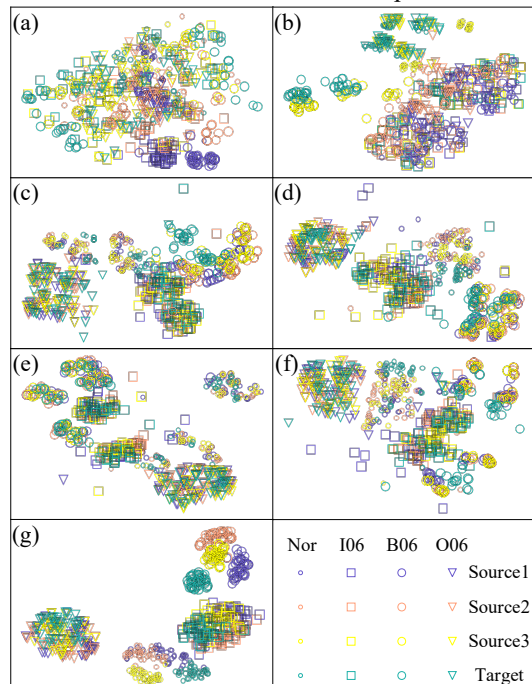 (a)
(b)
(c)
(d)
(e)
(f)
(g)
Nor I06 B06 O06
Source1
Source2
Source3
Target